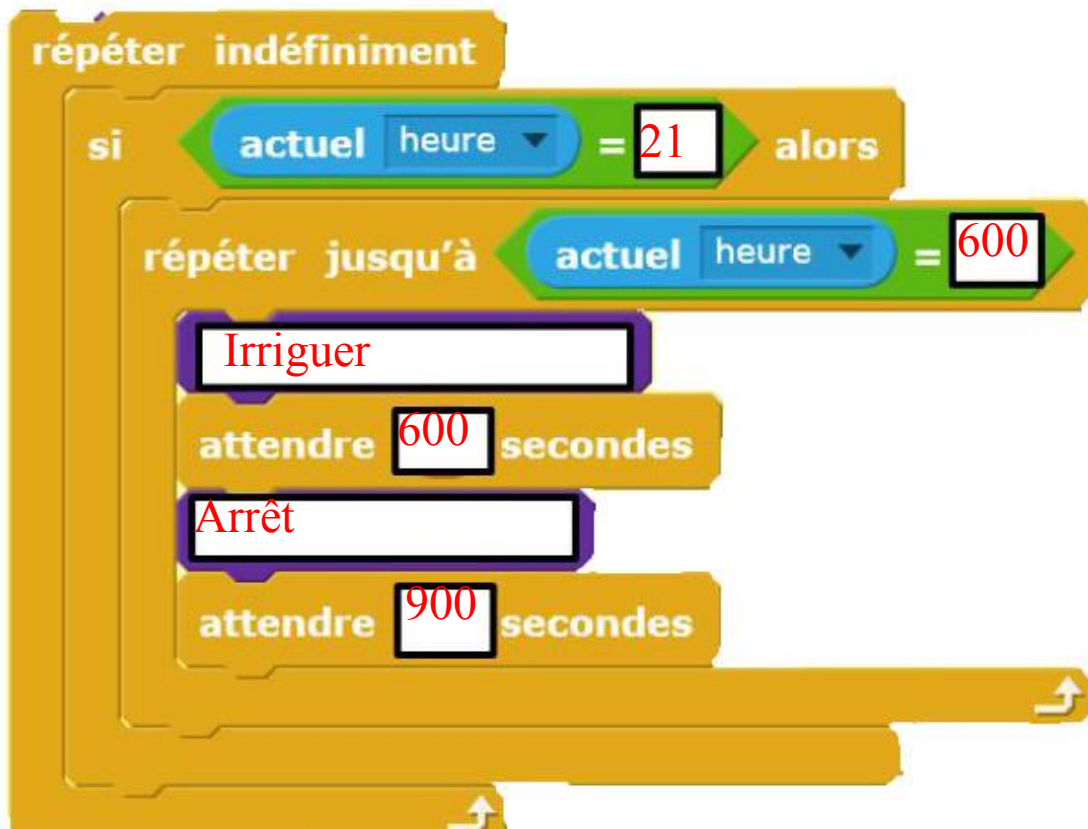 répéter indéfiniment
si actuel heure = 21 alors
répéter jusqu'à actuel heure = 600
Irriguer
attendre 600 secondes
Arrêt
attendre 900 secondes